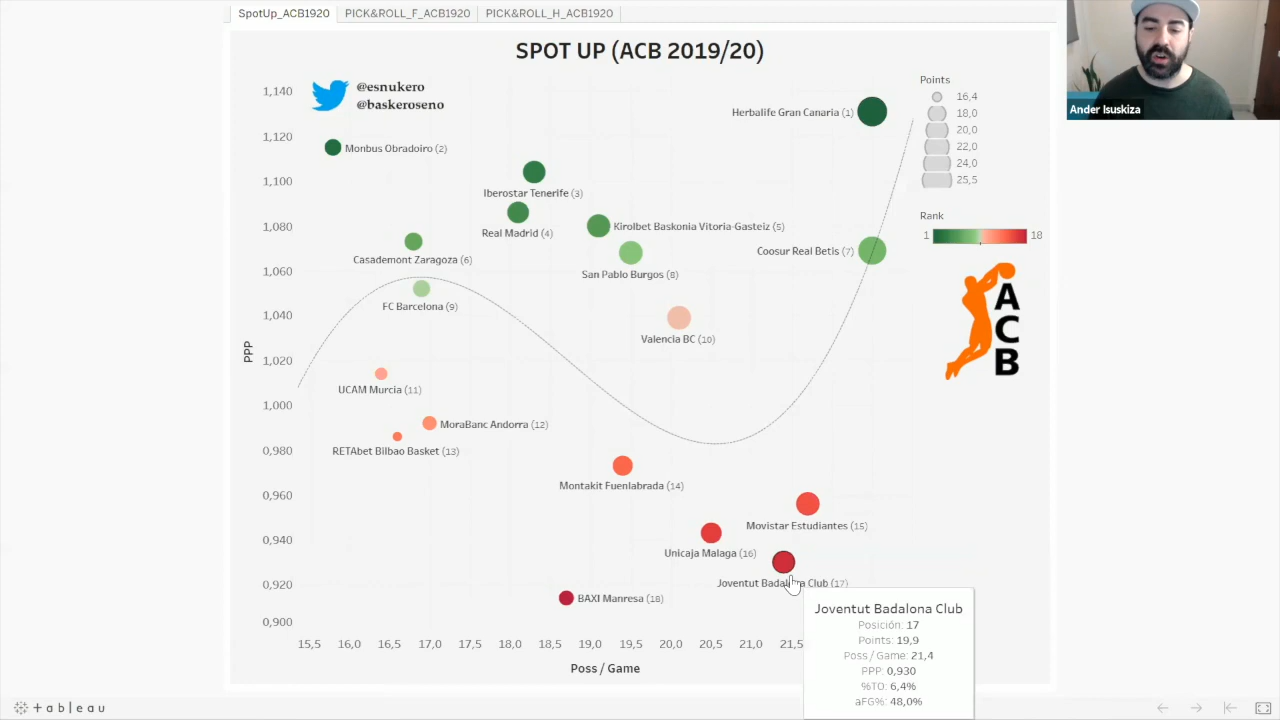 SpotUp_ACB1920
PICK&ROLL_F_ACB1920
PICK&ROLL_H_ACB1920
SPOT UP (ACB 2019/20)
@esnukero
@baskeroseno
Ander Isuskiza
Points
16,4
18,0
20,0
22,0
24,0
25,5
Rank
1
18
ACB
PPP
1,140
1,120
1,100
1,080
1,060
1,040
1,020
1,000
0,980
0,960
0,940
0,920
0,900
Herbalife Gran Canaria (1)
Monbus Obradoiro (2)
Iberostar Tenerife (3)
Real Madrid (4)
Kirolbet Baskonia Vitoria-Gasteiz (5)
Casademont Zaragoza (6)
Coosur Real Betis (7)
San Pablo Burgos (8)
FC Barcelona (9)
Valencia BC (10)
UCAM Murcia (11)
MoraBanc Andorra (12)
RETAbet Bilbao Basket (13)
Montakit Fuenlabrada (14)
Movistar Estudiantes (15)
Unicaja Malaga (16)
Joventut Badalona Club (17)
BAXI Manresa (18)
15,5 16,0 16,5 17,0 17,5 18,0 18,5 19,0 19,5 20,0 20,5 21,0 21,5
Poss / Game
Joventut Badalona Club
Posición: 17
Points: 19,9
Poss / Game: 21,4
PPP: 0,930
%TO: 6,4%
aFG%: 48,0%
+ableau